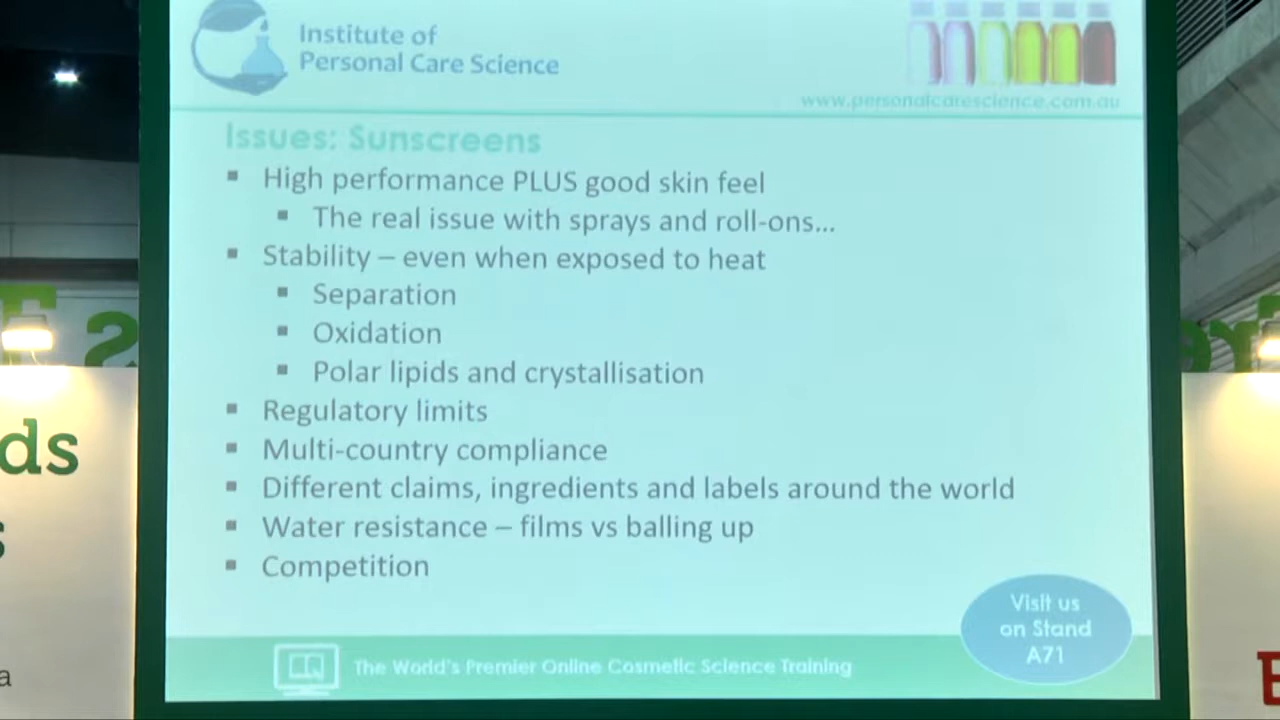 Institute of
Personal Care Science
www.personalcarescience.com.au
Issues: Sunscreens
▪ High performance PLUS good skin feel
▪ The real issue with sprays and roll-ons...
▪ Stability – even when exposed to heat
▪ Separation
▪ Oxidation
▪ Polar lipids and crystallisation
▪ Regulatory limits
▪ Multi-country compliance
▪ Different claims, ingredients and labels around the world
▪ Water resistance – films vs balling up
▪ Competition
Visit us
on Stand
A71
The World's Premier Online Cosmetic Science Training
ds
s
a